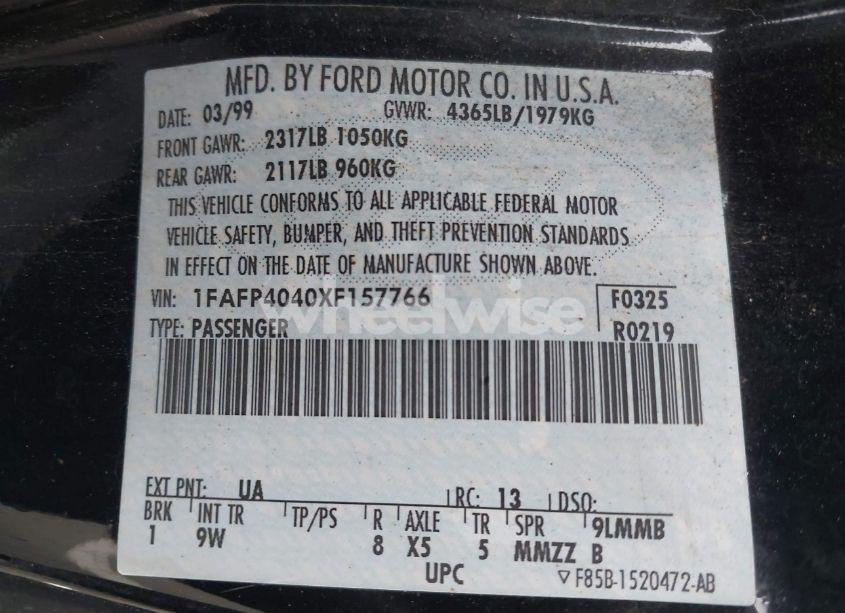 MFD. BY FORD MOTOR CO. IN U.S.A.
DATE: 03/99 GVWR: 4365LB/1979KG
FRONT GAWR: 2317LB 1050KG
REAR GAWR: 2117LB 960KG
THIS VEHICLE CONFORMS TO ALL APPLICABLE FEDERAL MOTOR
VEHICLE SAFETY, BUMPER, AND THEFT PREVENTION STANDARDS
IN EFFECT ON THE DATE OF MANUFACTURE SHOWN ABOVE.
VIN: 1FAFP4040XF157766 F0325
wheelwise
TYPE: PASSENGER R0219
EXT PNT: UA RC: 13 DSO:
BRK INT TR TP/PS R AXLE TR SPR 9LMMB
1 9W 8 X5 5 MMZZ B
UPC ▽F85B-1520472-AB